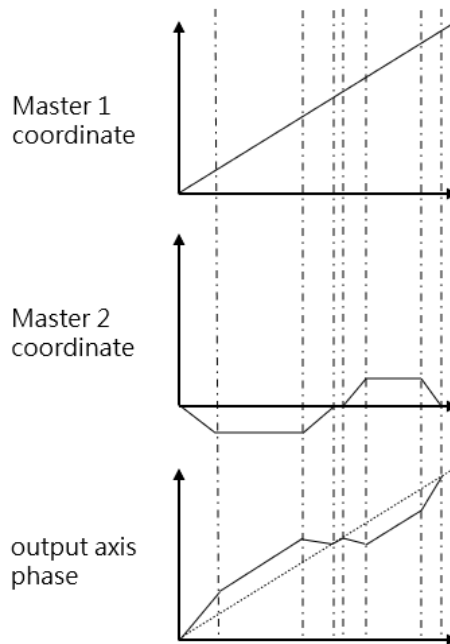 Master 1
coordinate
Master 2
coordinate
output axis
phase